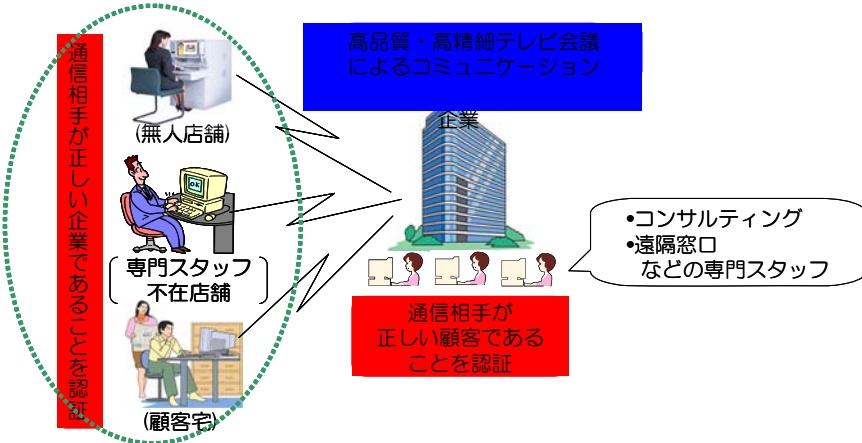 通信相手が正しい企業であることを認証
高品質・高精細テレビ会議
によるコミュニケーション
(無人店舗)
OK
専門スタッフ
不在店舗
(顧客宅)
企業
通信相手が
正しい顧客である
ことを認証
•コンサルティング
•遠隔窓口
などの専門スタッフ